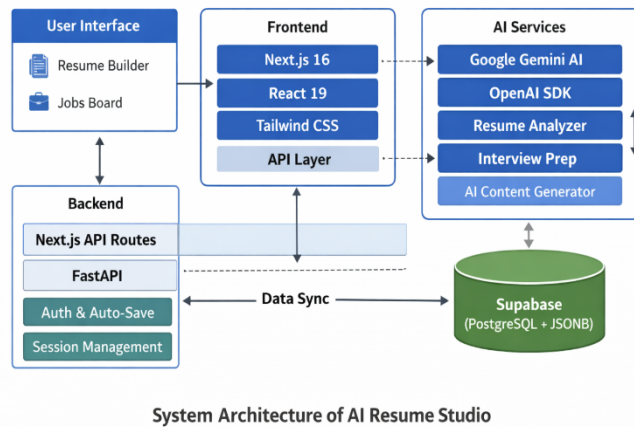 User Interface
Resume Builder
Jobs Board
Frontend
Next.js 16
React 19
Tailwind CSS
API Layer
AI Services
Google Gemini AI
OpenAI SDK
Resume Analyzer
Interview Prep
AI Content Generator
Backend
Next.js API Routes
FastAPI
Auth & Auto-Save
Session Management
Data Sync
Supabase
(PostgreSQL + JSONB)
System Architecture of AI Resume Studio